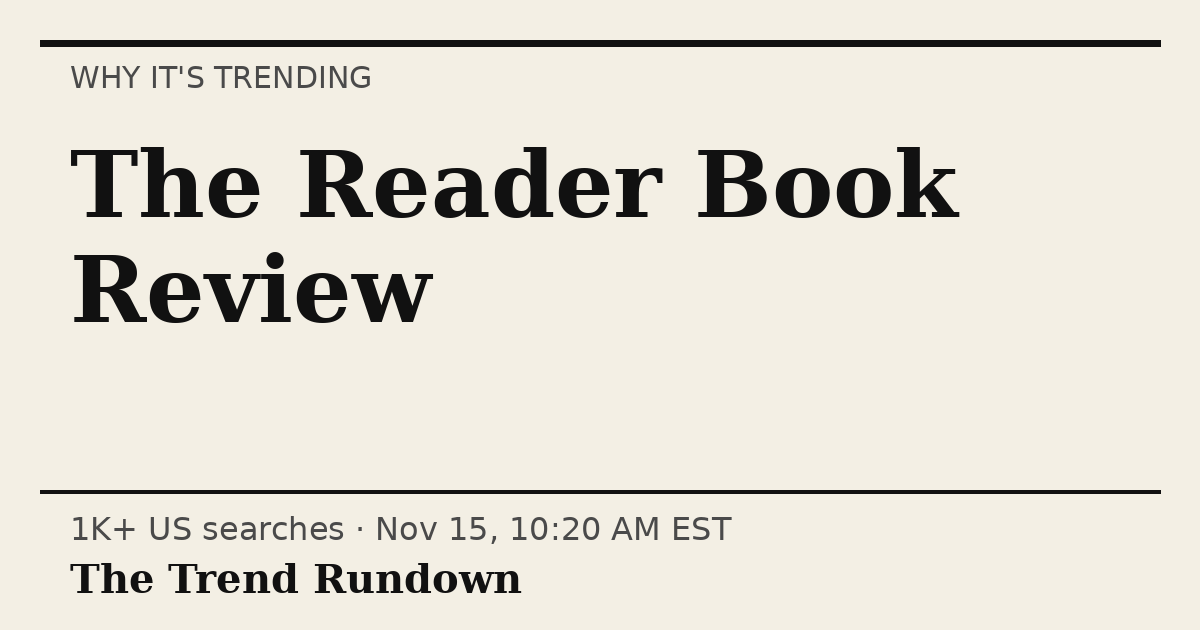 WHY IT'S TRENDING
The Reader Book
Review
1K+ US searches · Nov 15, 10:20 AM EST
The Trend Rundown